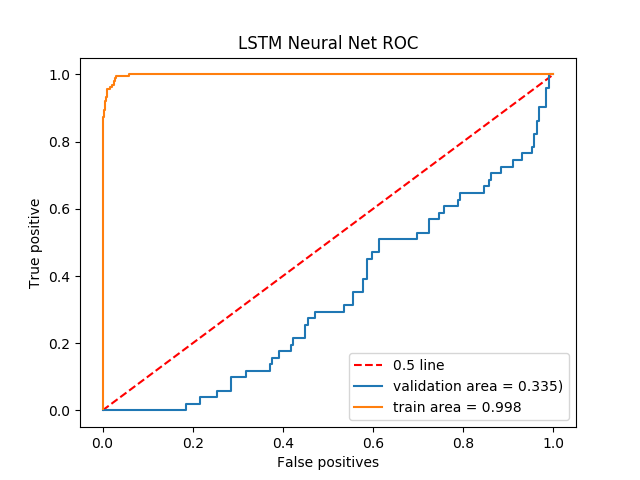 LSTM Neural Net ROC
True positive
1.0
0.8
0.6
0.4
0.2
0.0
0.0 0.2 0.4 0.6 0.8 1.0
False positives
0.5 line
validation area = 0.335)
train area = 0.998